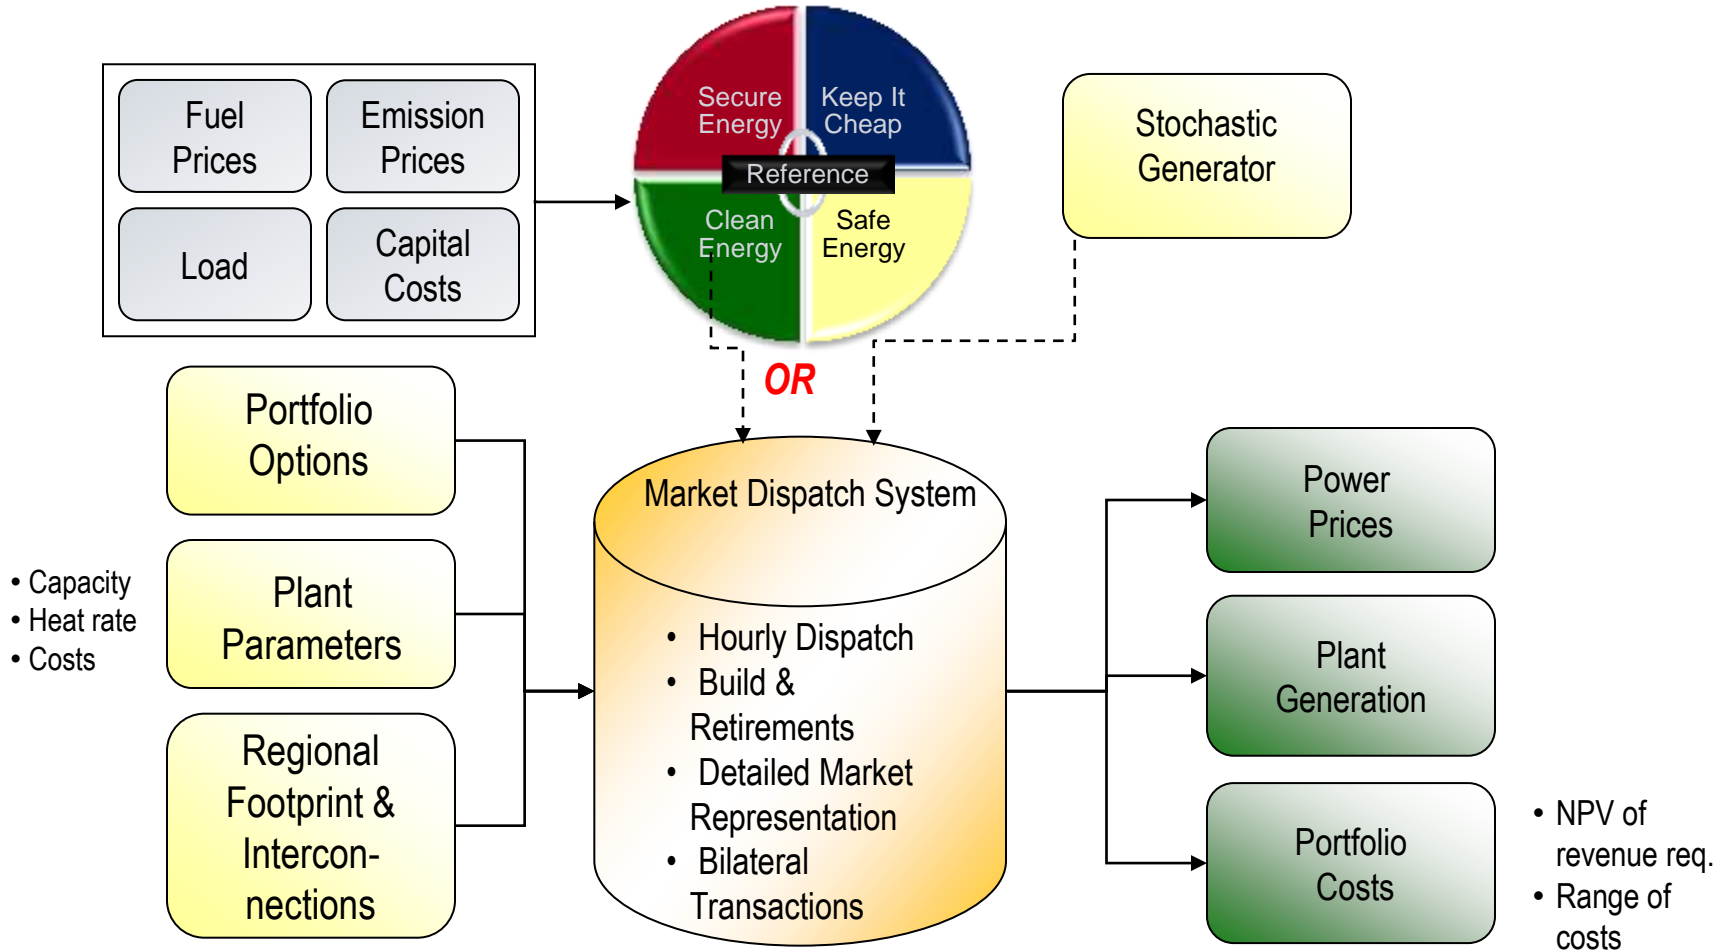 Fuel
Prices
Emission
Prices
Load
Capital
Costs
Secure
Energy
Keep It
Cheap
Reference
Clean
Energy
Safe
Energy
Stochastic
Generator
OR
Portfolio
Options
• Capacity
• Heat rate
• Costs
Plant
Parameters
Regional
Footprint &
Intercon-
nections
Market Dispatch System
• Hourly Dispatch
• Build &
Retirements
• Detailed Market
Representation
• Bilateral
Transactions
Power
Prices
Plant
Generation
Portfolio
Costs
• NPV of
revenue req.
• Range of
costs